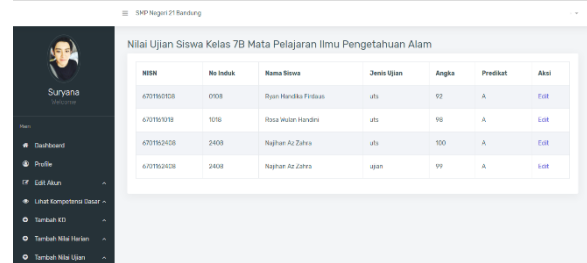 SMP Negeri 21 Bandung
Nilai Ujian Siswa Kelas 7B Mata Pelajaran Ilmu Pengetahuan Alam
Suryana
Welcome
Main
Dashboard
Profile
Edit Akun
Lihat Kompetensi Dasar
Tambah KD
Tambah Nilai Harian
Tambah Nilai Ujian
NISN No Induk Nama Siswa Jenis Ujian Angka Predikat Aksi
6701160108 0108 Ryan Handika Firdaus uts 92 A Edit
6701161018 1018 Rasa Wulan Handini uts 98 A Edit
6701162408 2408 Najihan Az Zahra uts 100 A Edit
6701162408 2408 Najihan Az Zahra ujian 99 A Edit